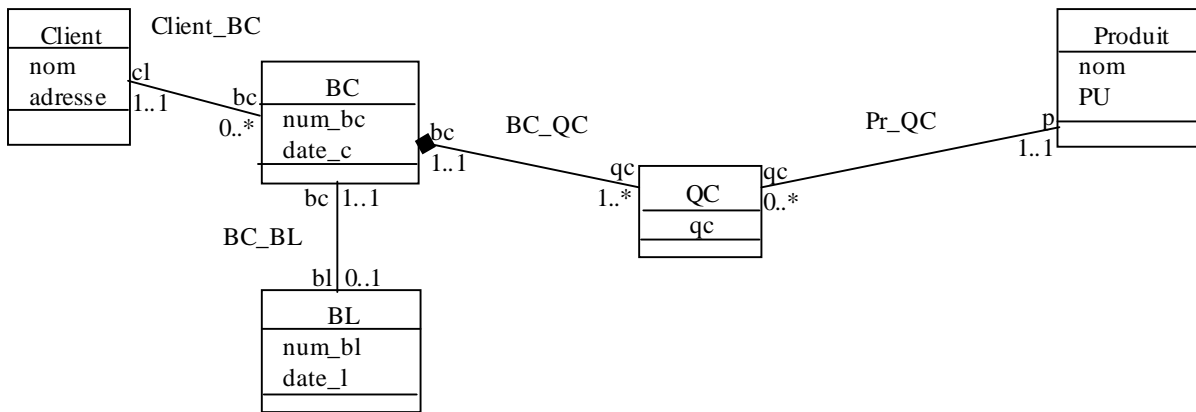 Client
nom
adresse
Client_BC
cl
1..1
bc
0..*
BC
num_bc
date_c
bc
1..1
BC_QC
qc
1..*
QC
qc
qc
0..*
Pr_QC
p
1..1
Produit
nom
PU
bc 1..1
BC_BL
bl 0..1
BL
num_bl
date_l